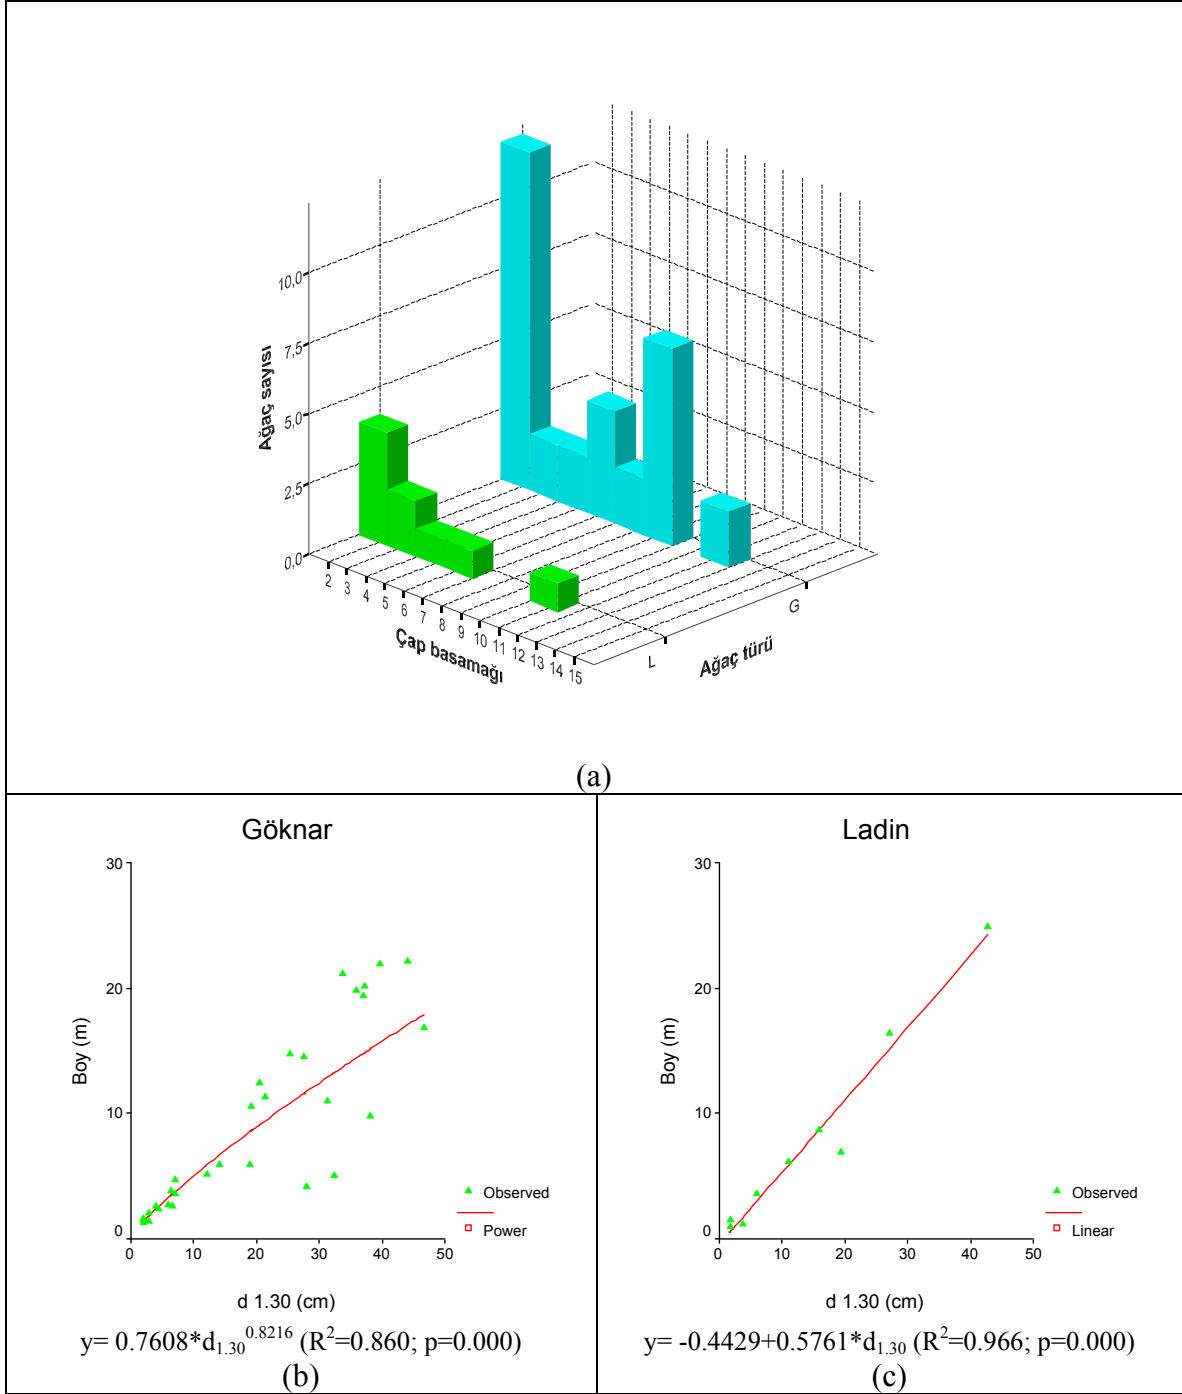 10,0
7,5
5,0
2,5
0,0
Ağaç sayısı
2 3 4 5 6 7 8 9 10 11 12 13 14 15
Çap basamağı
L G
Ağaç türü
(a)
Göknar
30
20
10
0
Boy (m)
0 10 20 30 40 50
d 1.30 (cm)
Observed
Power
y= 0.7608*d1.30^0.8216 (R²=0.860; p=0.000)
(b)
Ladin
30
20
10
0
Boy (m)
0 10 20 30 40 50
d 1.30 (cm)
Observed
Linear
y= -0.4429+0.5761*d1.30 (R²=0.966; p=0.000)
(c)